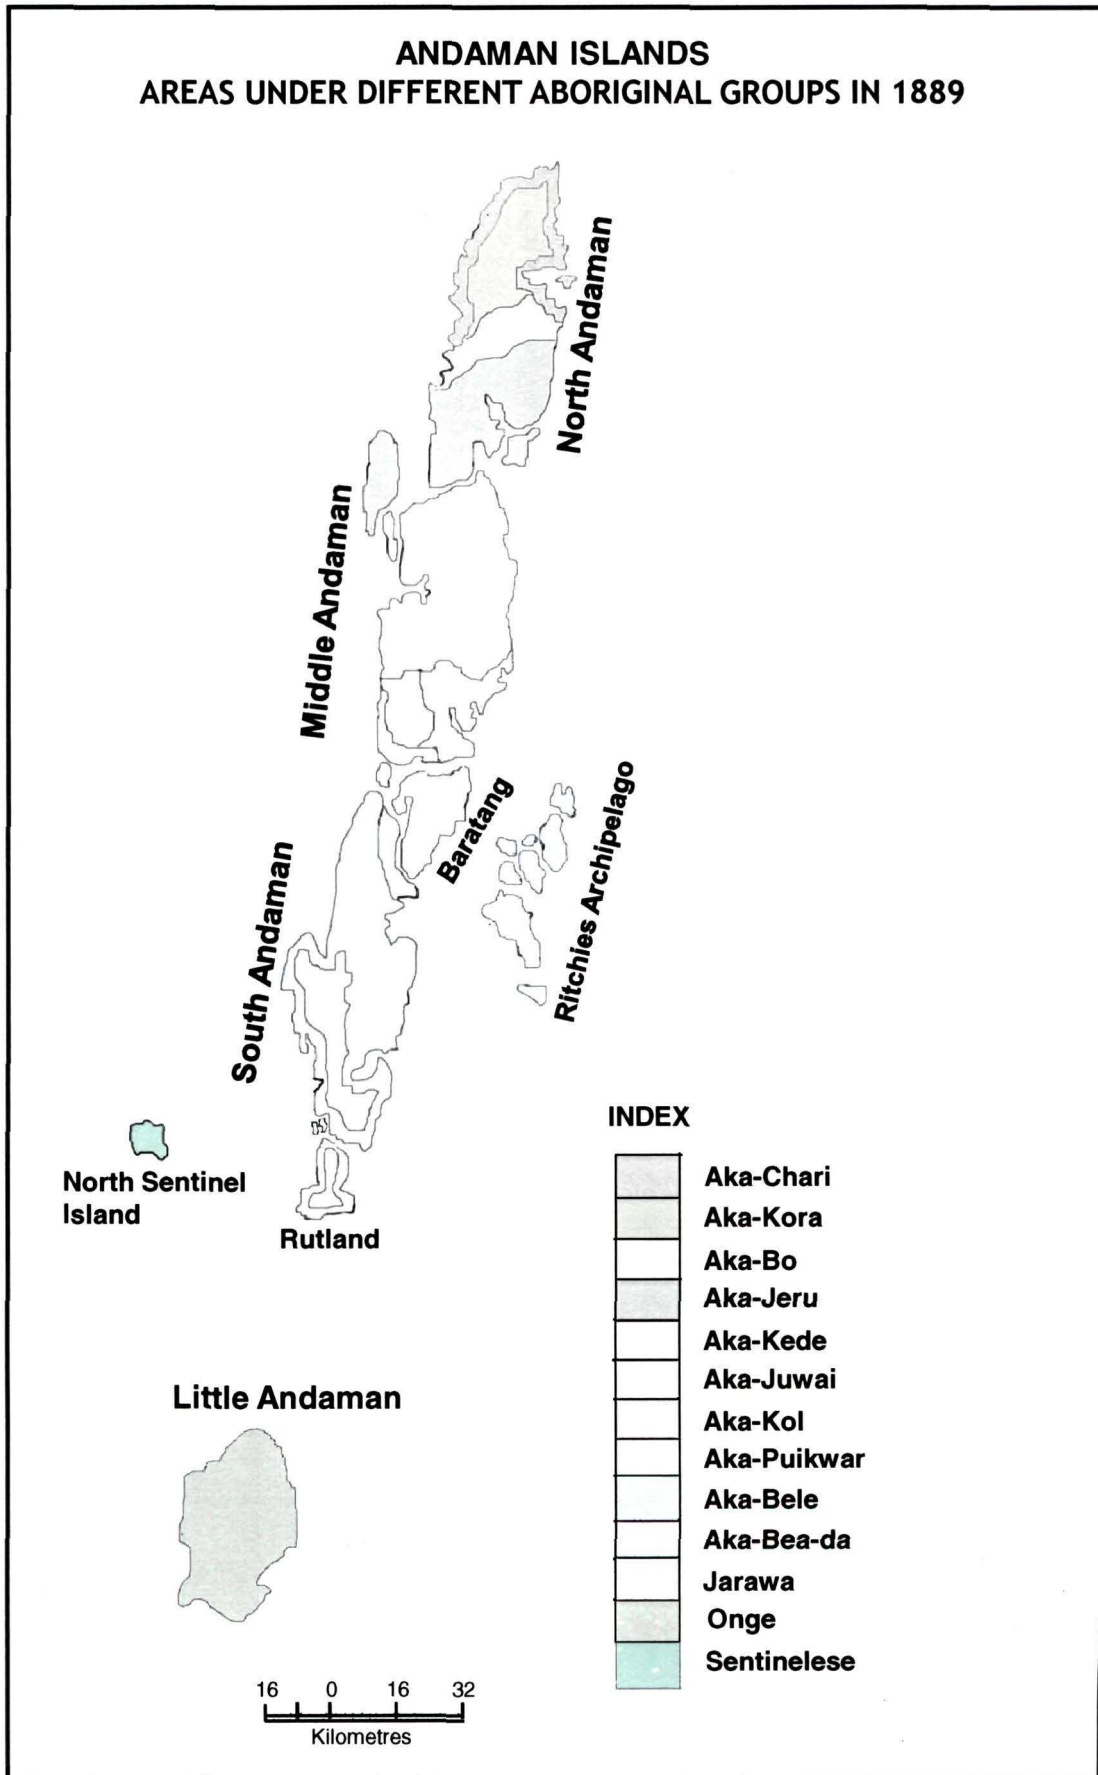 ANDAMAN ISLANDS
AREAS UNDER DIFFERENT ABORIGINAL GROUPS IN 1889
North Andaman
Middle Andaman
Baratang
Ritchies Archipelago
South Andaman
North Sentinel
Island
Rutland
Little Andaman
INDEX
Aka-Chari
Aka-Kora
Aka-Bo
Aka-Jeru
Aka-Kede
Aka-Juwai
Aka-Kol
Aka-Puikwar
Aka-Bele
Aka-Bea-da
Jarawa
Onge
Sentinelese
16 0 16 32
Kilometres